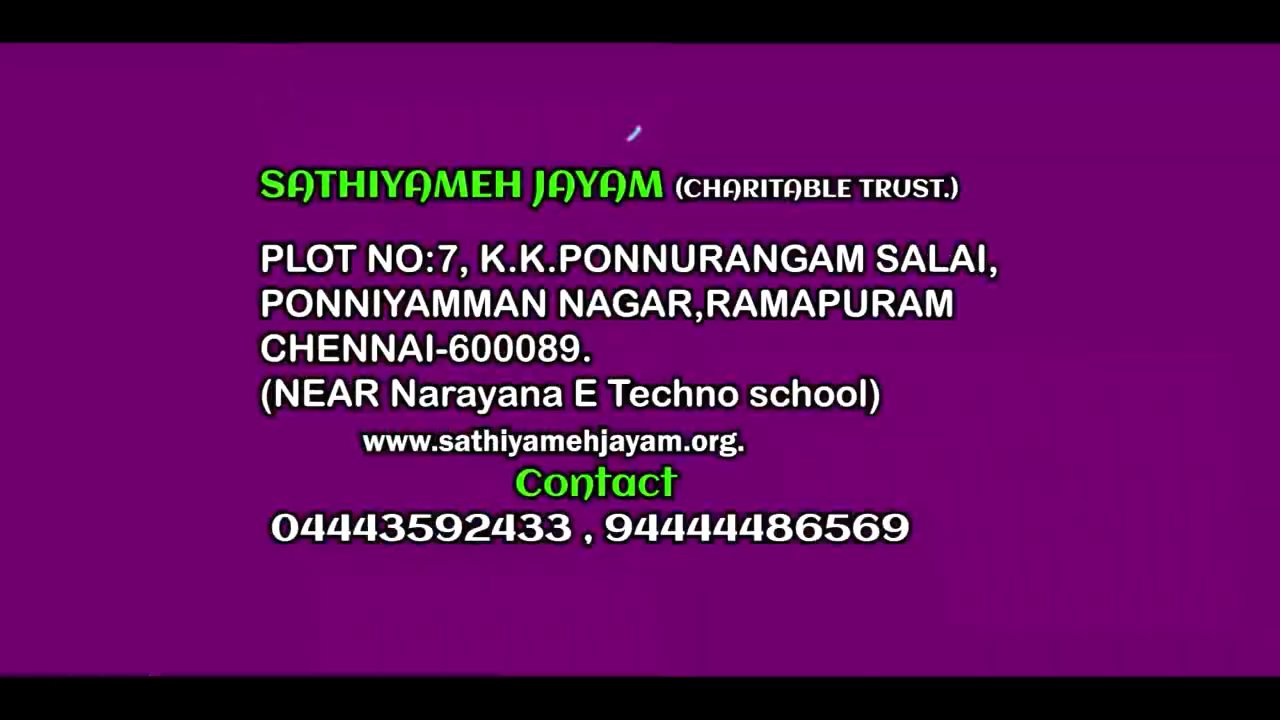 SATHIYAMEH JAYAM (CHARITABLE TRUST.)
PLOT NO:7, K.K.PONNURANGAM SALAI,
PONNIYAMMAN NAGAR,RAMAPURAM
CHENNAI-600089.
(NEAR Narayana E Techno school)
www.sathiyamehjayam.org.
Contact
04443592433 , 94444486569